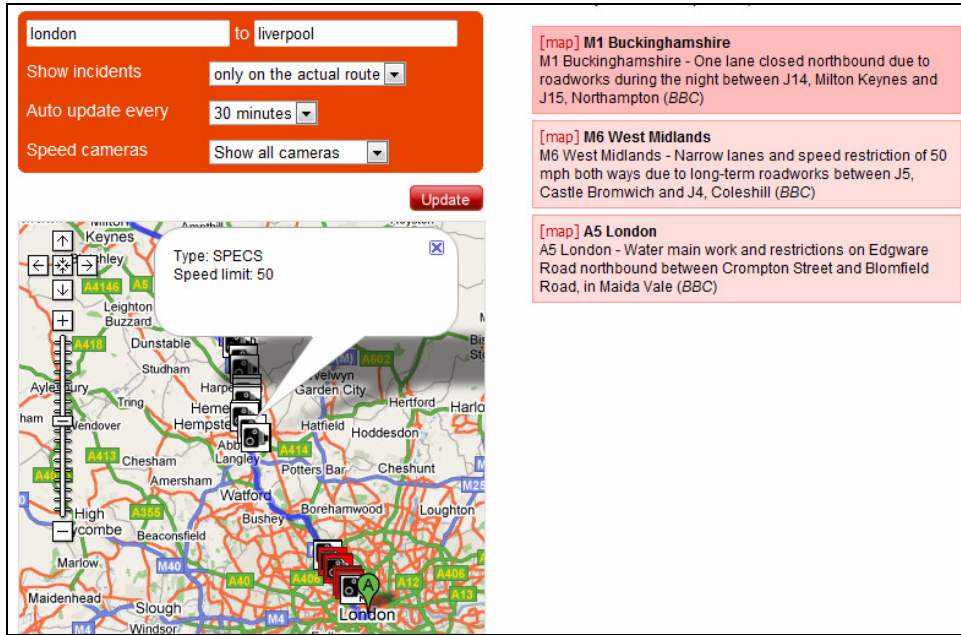 london to liverpool
Show incidents only on the actual route
Auto update every 30 minutes
Speed cameras Show all cameras
Update
[map] M1 Buckinghamshire
M1 Buckinghamshire - One lane closed northbound due to
roadworks during the night between J14, Milton Keynes and
J15, Northampton (BBC)
[map] M6 West Midlands
M6 West Midlands - Narrow lanes and speed restriction of 50
mph both ways due to long-term roadworks between J5,
Castle Bromwich and J4, Coleshill (BBC)
[map] A5 London
A5 London - Water main work and restrictions on Edgware
Road northbound between Crompton Street and Blomfield
Road, in Maida Vale (BBC)
Keynes
Type: SPECS
Speed limit: 50
A4146 A5
Leighton
Buzzard
A418 Dunstable
(M) A602
Studham
Welwyn
Garden City
Tring
Hertford
Wendover
Hatfield
Hoddesdon
A413 Chesham
Langley
A414
Potters Bar
Cheshunt
Amersham
Watford
M25
High
A355
Bushey
Borehamwood
Loughton
Beaconsfield
Marlow
M40
A40
A406
A12
A406
A13
Maidenhead
Slough
A
London
M4
M4
Windsor